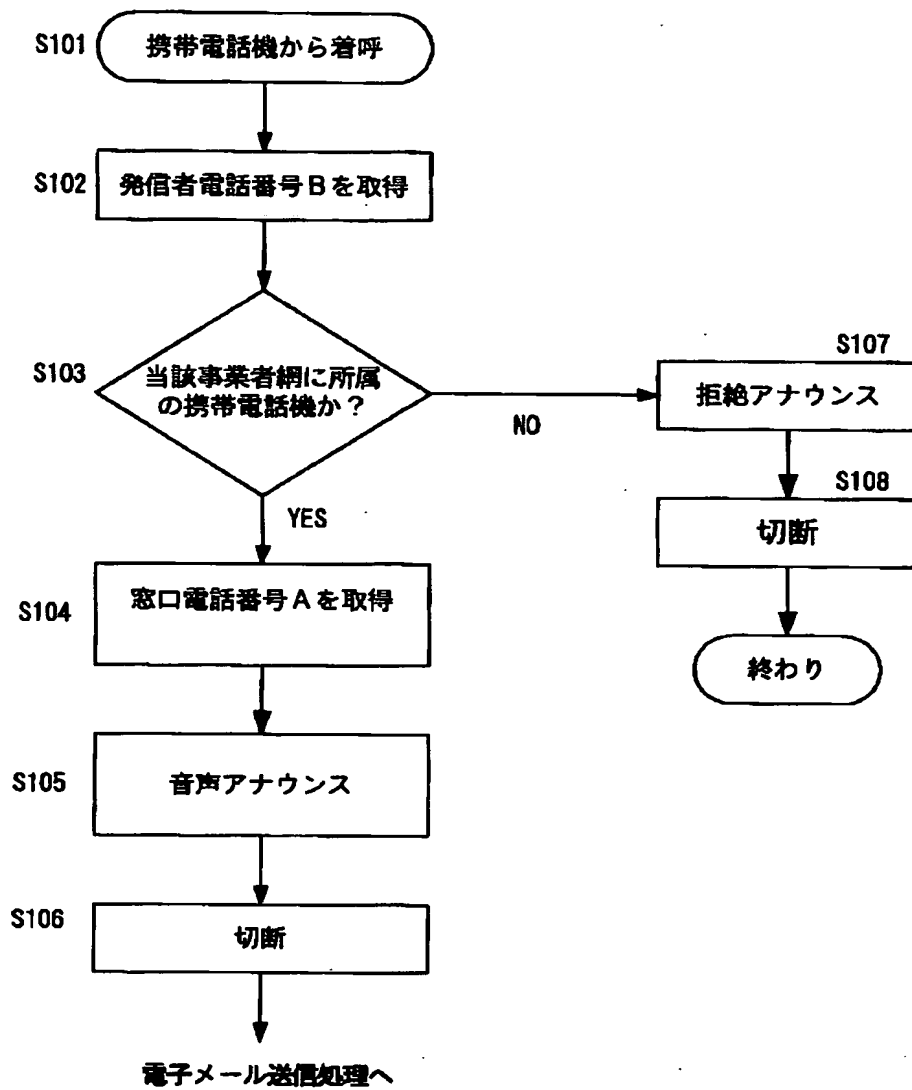 S101
携帯電話機から着呼
S102
発信者電話番号Bを取得
S103
当該事業者網に所属
の携帯電話機か？
NO
YES
S104
窓口電話番号Aを取得
S105
音声アナウンス
S106
切断
電子メール送信処理へ
S107
拒絶アナウンス
S108
切断
終わり